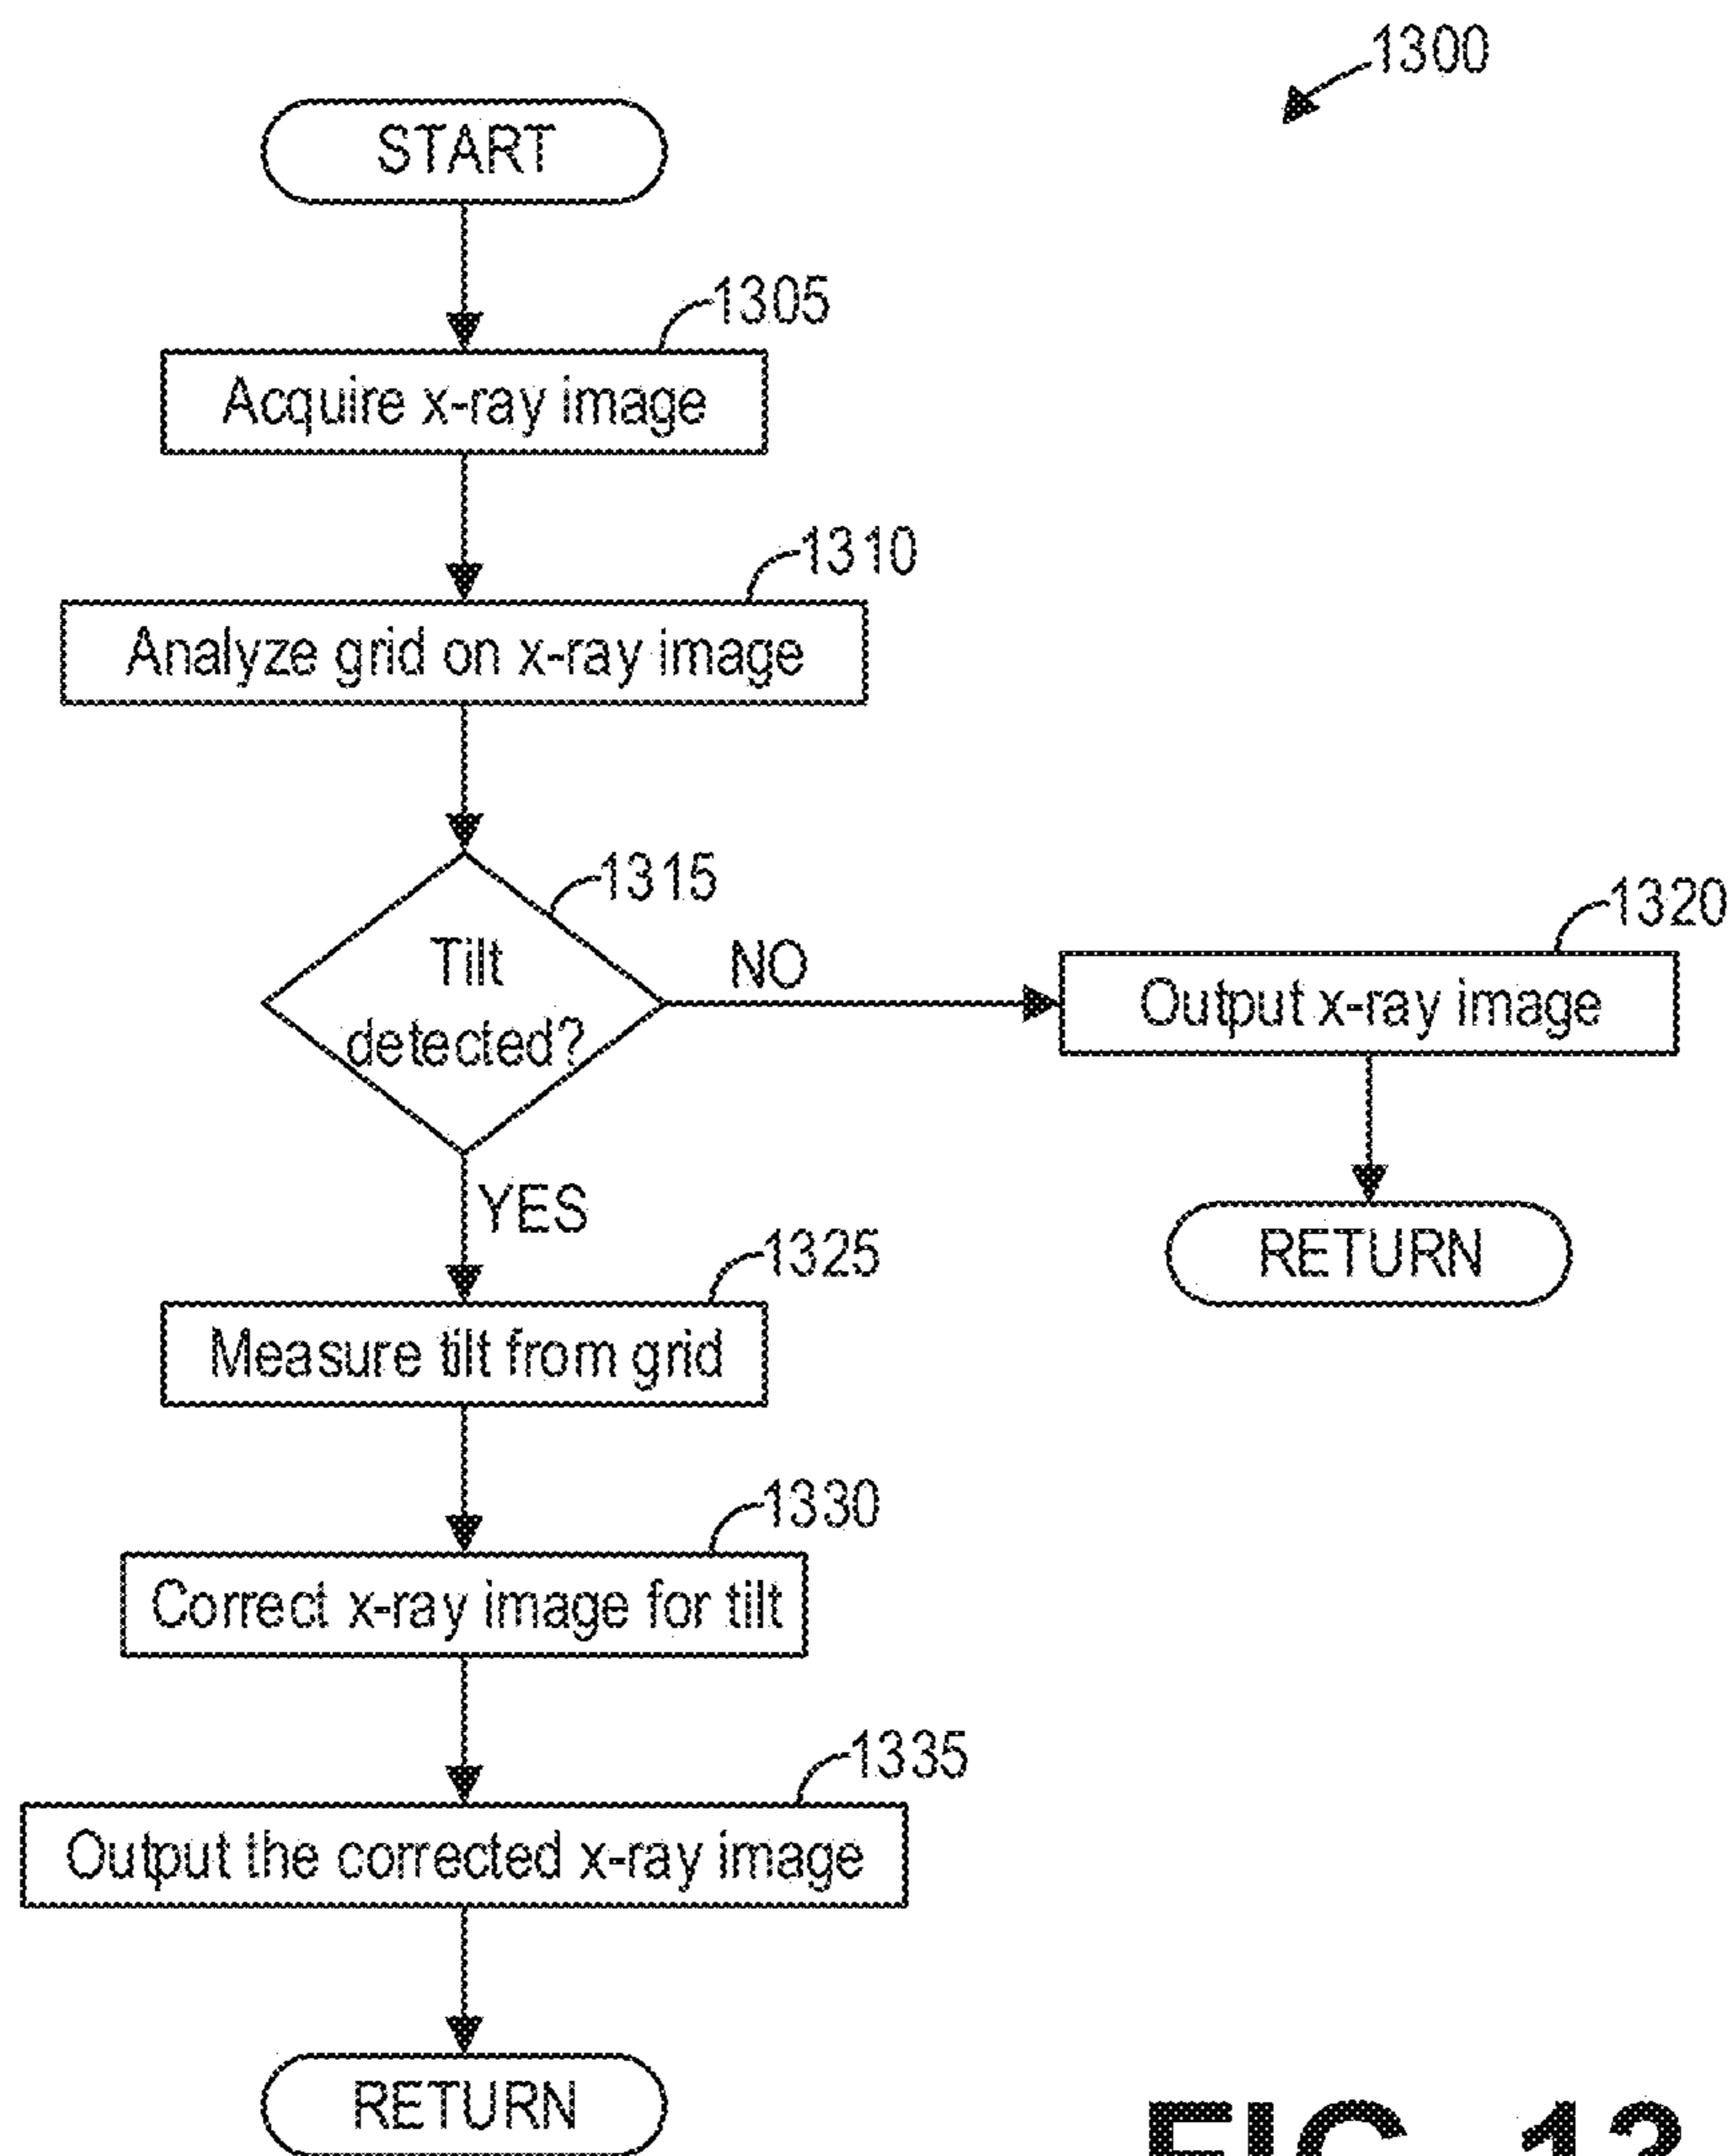 1300
START
1305
Acquire x-ray image
1310
Analyze grid on x-ray image
1315
Tilt
detected?
NO
1320
Output x-ray image
RETURN
YES
1325
Measure tilt from grid
1330
Correct x-ray image for tilt
1335
Output the corrected x-ray image
RETURN